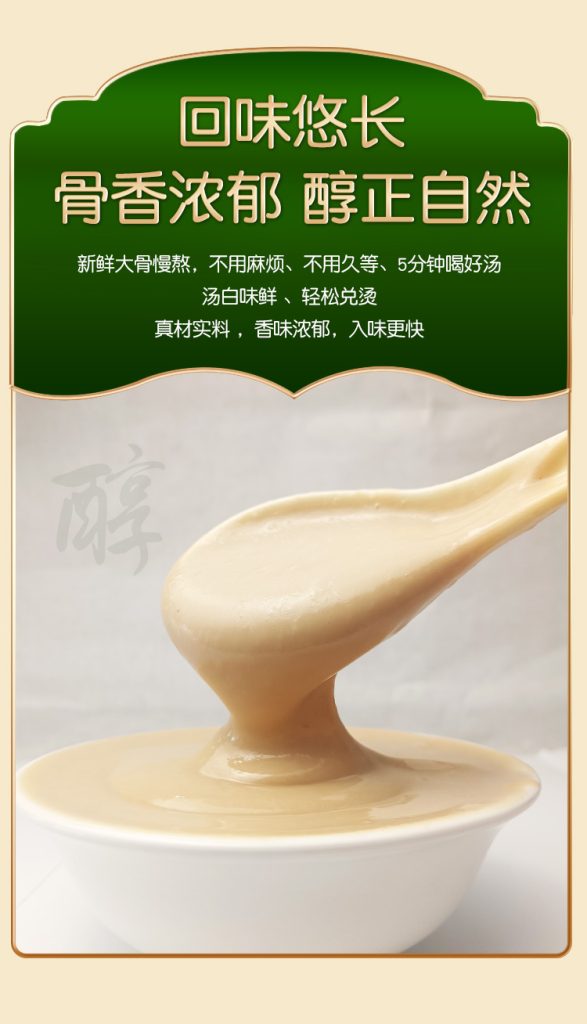 回味悠长
骨香浓郁 醇正自然
新鲜大骨慢熬，不用麻烦、不用久等、5分钟喝好汤
汤白味鲜 、轻松兑烫
真材实料 ，香味浓郁，入味更快
醇